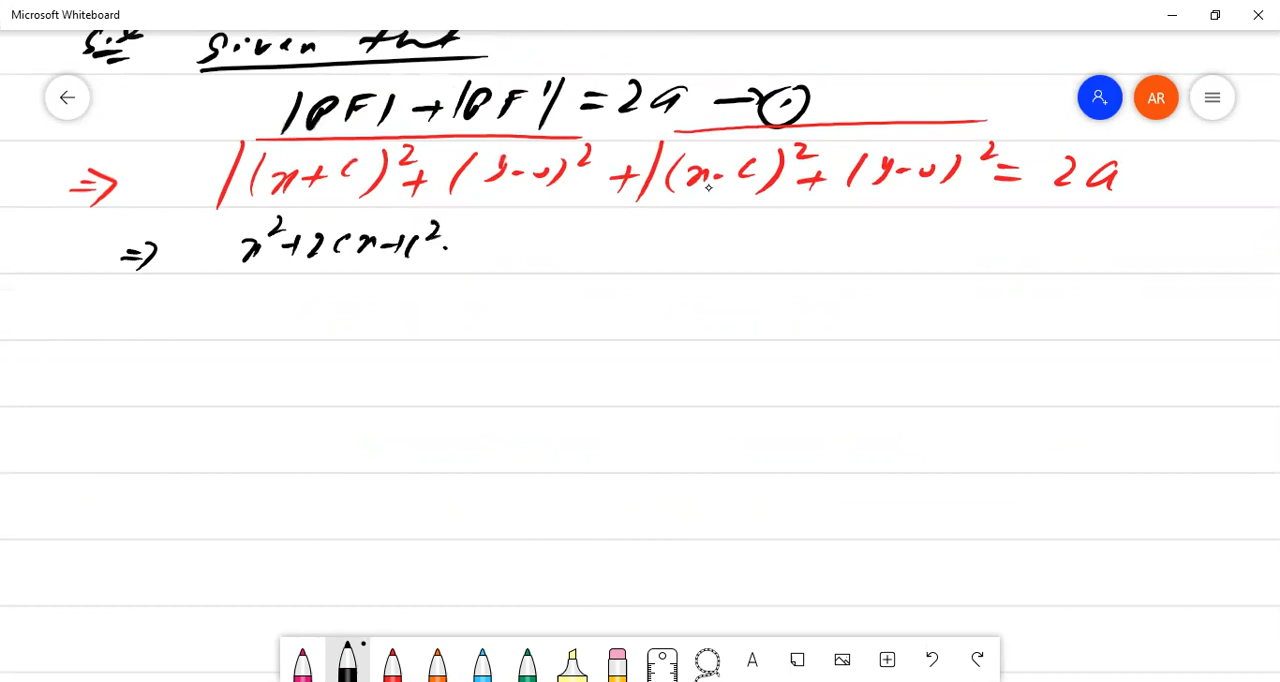 Microsoft Whiteboard
Sol Given that
|PF| + |PF'| = 2a → ①
AR
⇒ √(x+c)² + (y-0)² + √(x-c)² + (y-0)² = 2a
⇒ x² + 2cx + c²
A